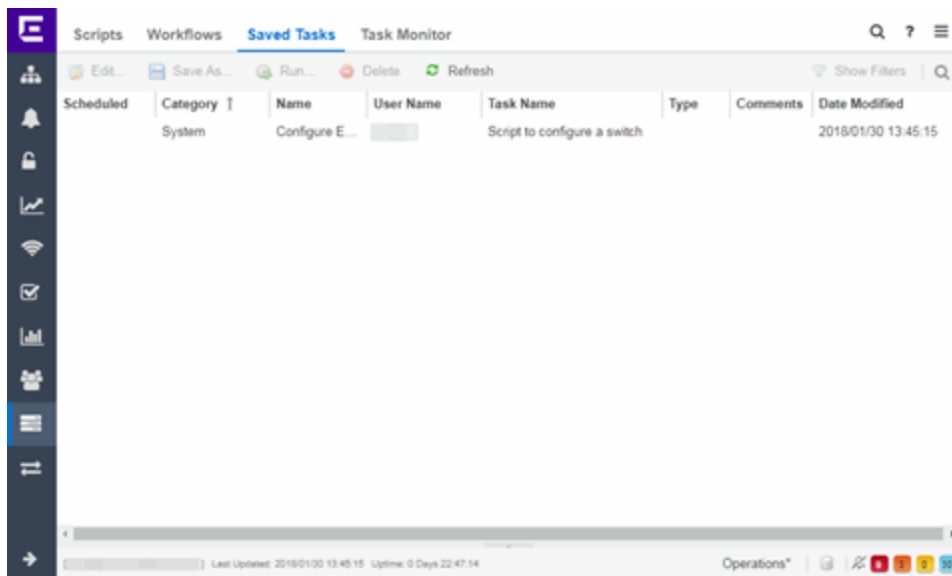 Scripts Workflows Saved Tasks Task Monitor ?
Edit... Save As... Run... Delete Refresh Show Filters
Scheduled Category ↑ Name User Name Task Name Type Comments Date Modified
System Configure E... Script to configure a switch 2018/01/30 13:45:15
Last Updated: 2018/01/30 13:45:15 Uptime: 0 Days 22:47:14 Operations*